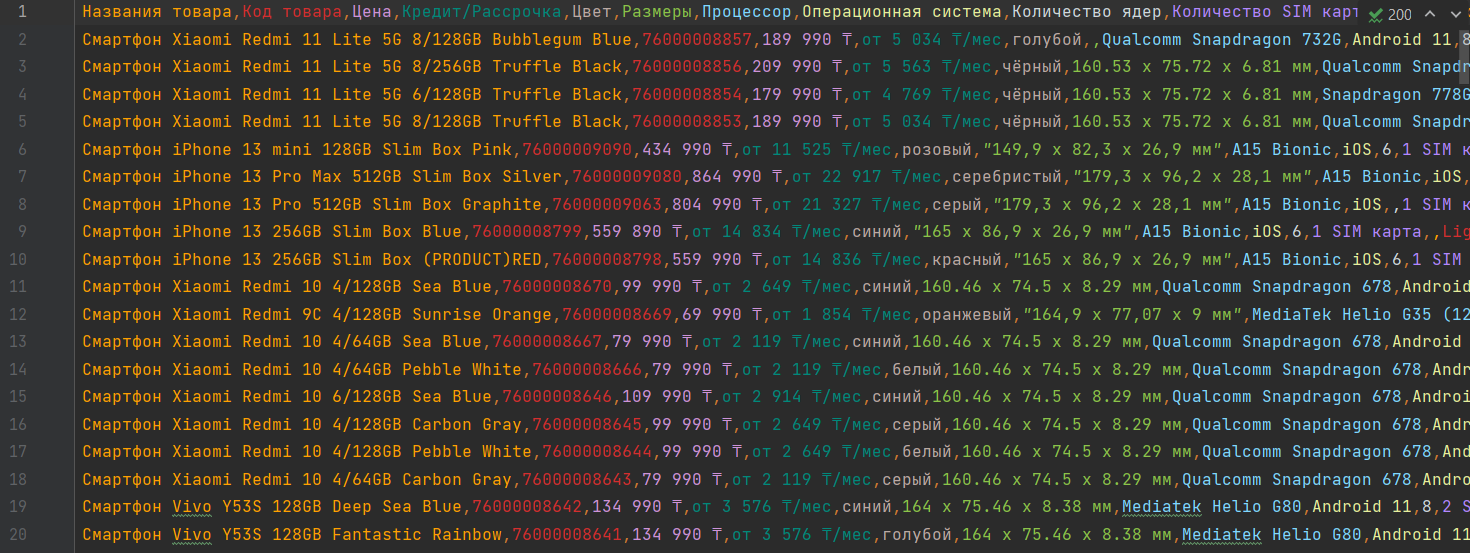 1 Названия товара,Код товара,Цена,Кредит/Рассрочка,Цвет,Размеры,Процессор,Операционная система,Количество ядер,Количество SIM карт 200
2 Смартфон Xiaomi Redmi 11 Lite 5G 8/128GB Bubblegum Blue,76000008857,189 990 ₸,от 5 034 ₸/мес,голубой,,Qualcomm Snapdragon 732G,Android 11,8
3 Смартфон Xiaomi Redmi 11 Lite 5G 8/256GB Truffle Black,76000008856,209 990 ₸,от 5 563 ₸/мес,чёрный,160.53 x 75.72 x 6.81 мм,Qualcomm Snapdr
4 Смартфон Xiaomi Redmi 11 Lite 5G 6/128GB Truffle Black,76000008854,179 990 ₸,от 4 769 ₸/мес,чёрный,160.53 x 75.72 x 6.81 мм,Snapdragon 778G
5 Смартфон Xiaomi Redmi 11 Lite 5G 8/128GB Truffle Black,76000008853,189 990 ₸,от 5 034 ₸/мес,чёрный,160.53 x 75.72 x 6.81 мм,Qualcomm Snapdr
6 Смартфон iPhone 13 mini 128GB Slim Box Pink,76000009090,434 990 ₸,от 11 525 ₸/мес,розовый,"149,9 x 82,3 x 26,9 мм",A15 Bionic,iOS,6,1 SIM к
7 Смартфон iPhone 13 Pro Max 512GB Slim Box Silver,76000009080,864 990 ₸,от 22 917 ₸/мес,серебристый,"179,3 x 96,2 x 28,1 мм",A15 Bionic,iOS,
8 Смартфон iPhone 13 Pro 512GB Slim Box Graphite,76000009063,804 990 ₸,от 21 327 ₸/мес,серый,"179,3 x 96,2 x 28,1 мм",A15 Bionic,iOS,,1 SIM к
9 Смартфон iPhone 13 256GB Slim Box Blue,76000008799,559 890 ₸,от 14 834 ₸/мес,синий,"165 x 86,9 x 26,9 мм",A15 Bionic,iOS,6,1 SIM карта,,Lig
10 Смартфон iPhone 13 256GB Slim Box (PRODUCT)RED,76000008798,559 990 ₸,от 14 836 ₸/мес,красный,"165 x 86,9 x 26,9 мм",A15 Bionic,iOS,6,1 SIM
11 Смартфон Xiaomi Redmi 10 4/128GB Sea Blue,76000008670,99 990 ₸,от 2 649 ₸/мес,синий,160.46 x 74.5 x 8.29 мм,Qualcomm Snapdragon 678,Android
12 Смартфон Xiaomi Redmi 9C 4/128GB Sunrise Orange,76000008669,69 990 ₸,от 1 854 ₸/мес,оранжевый,"164,9 x 77,07 x 9 мм",MediaTek Helio G35 (12
13 Смартфон Xiaomi Redmi 10 4/64GB Sea Blue,76000008667,79 990 ₸,от 2 119 ₸/мес,синий,160.46 x 74.5 x 8.29 мм,Qualcomm Snapdragon 678,Android
14 Смартфон Xiaomi Redmi 10 4/64GB Pebble White,76000008666,79 990 ₸,от 2 119 ₸/мес,белый,160.46 x 74.5 x 8.29 мм,Qualcomm Snapdragon 678,Andr
15 Смартфон Xiaomi Redmi 10 6/128GB Sea Blue,76000008646,109 990 ₸,от 2 914 ₸/мес,синий,160.46 x 74.5 x 8.29 мм,Qualcomm Snapdragon 678,Androi
16 Смартфон Xiaomi Redmi 10 4/128GB Carbon Gray,76000008645,99 990 ₸,от 2 649 ₸/мес,серый,160.46 x 74.5 x 8.29 мм,Qualcomm Snapdragon 678,Andr
17 Смартфон Xiaomi Redmi 10 4/128GB Pebble White,76000008644,99 990 ₸,от 2 649 ₸/мес,белый,160.46 x 74.5 x 8.29 мм,Qualcomm Snapdragon 678,And
18 Смартфон Xiaomi Redmi 10 4/64GB Carbon Gray,76000008643,79 990 ₸,от 2 119 ₸/мес,серый,160.46 x 74.5 x 8.29 мм,Qualcomm Snapdragon 678,Andro
19 Смартфон Vivo Y53S 128GB Deep Sea Blue,76000008642,134 990 ₸,от 3 576 ₸/мес,синий,164 x 75.46 x 8.38 мм,Mediatek Helio G80,Android 11,8,2 S
20 Смартфон Vivo Y53S 128GB Fantastic Rainbow,76000008641,134 990 ₸,от 3 576 ₸/мес,голубой,164 x 75.46 x 8.38 мм,Mediatek Helio G80,Android 11